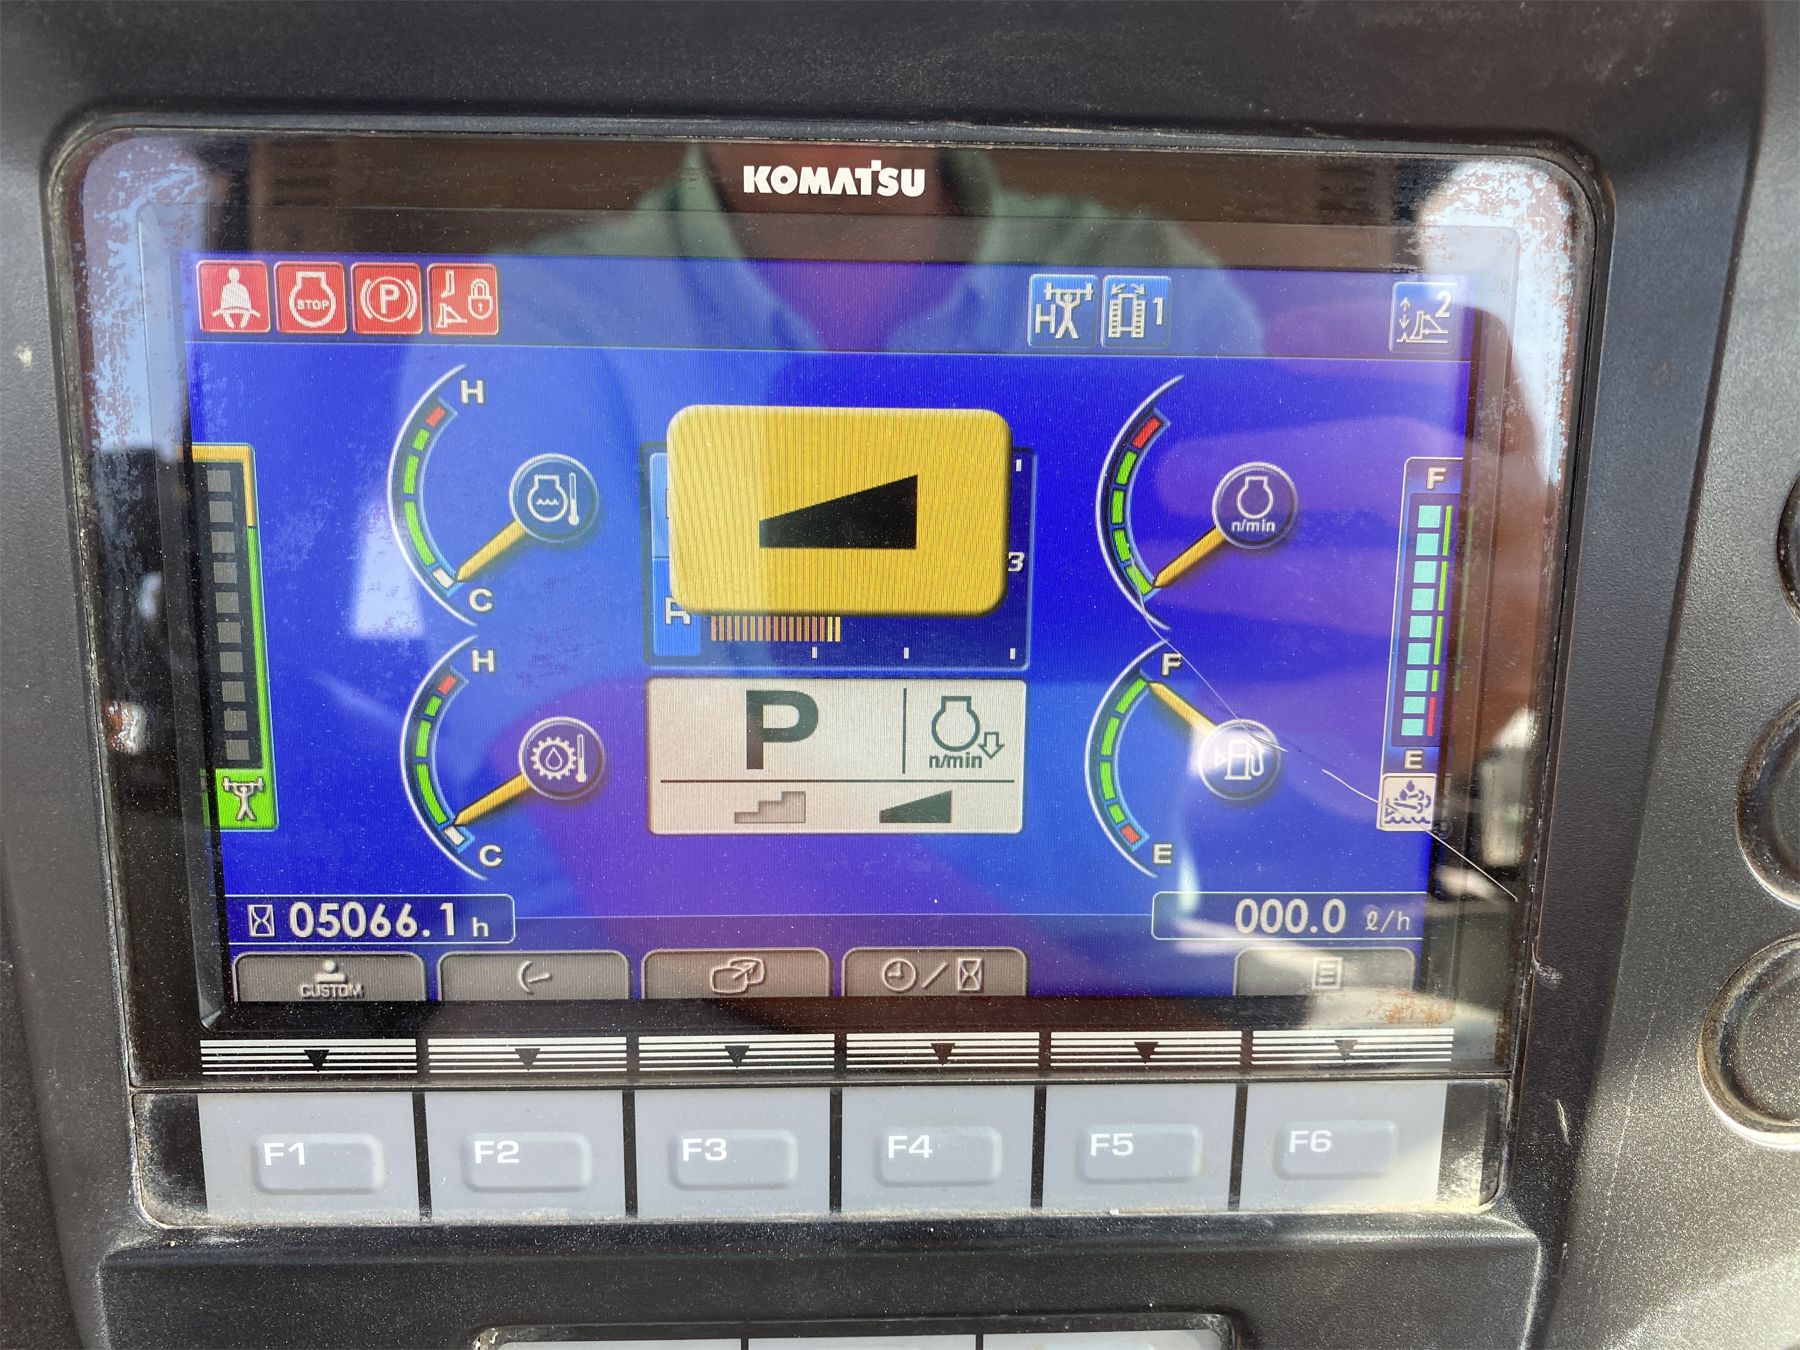 KOMATSU
STOP
P
H
1
2
H
C
n/min
F
3
R
H
C
P
n/min
F
E
E
05066.1 h
000.0 ℓ/h
CUSTOM
F1 F2 F3 F4 F5 F6